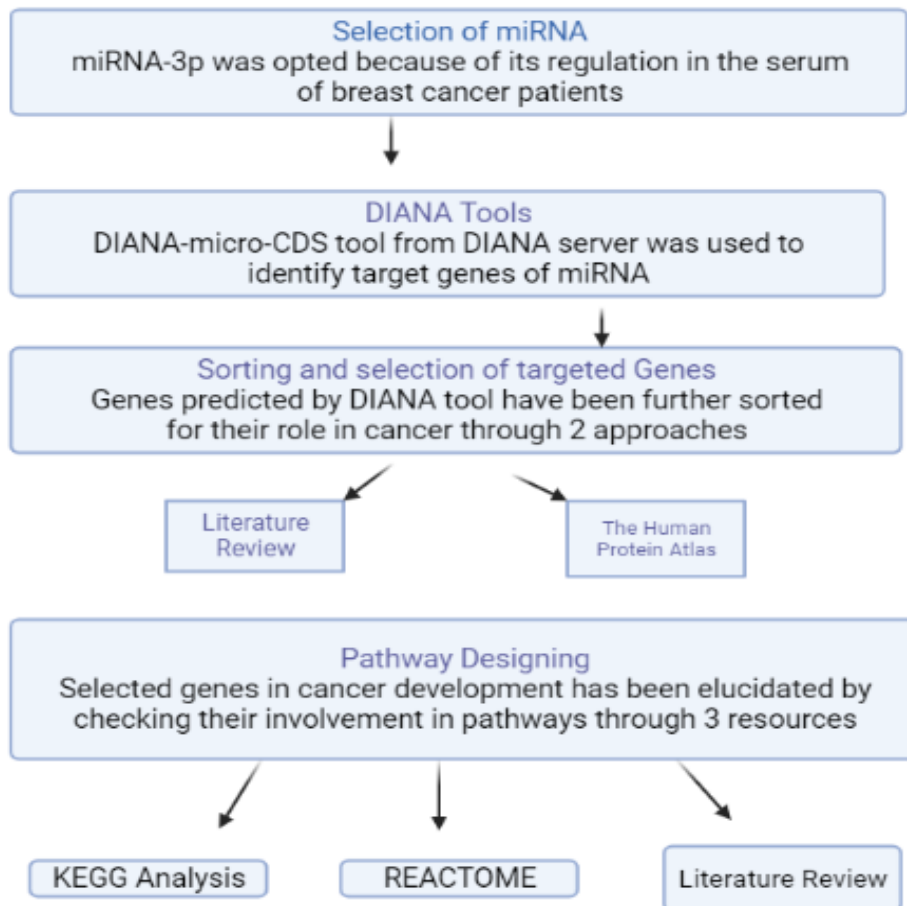 Selection of miRNA
miRNA-3p was opted because of its regulation in the serum
of breast cancer patients
DIANA Tools
DIANA-micro-CDS tool from DIANA server was used to
identify target genes of miRNA
Sorting and selection of targeted Genes
Genes predicted by DIANA tool have been further sorted
for their role in cancer through 2 approaches
Literature
Review
The Human
Protein Atlas
Pathway Designing
Selected genes in cancer development has been elucidated by
checking their involvement in pathways through 3 resources
KEGG Analysis
REACTOME
Literature Review